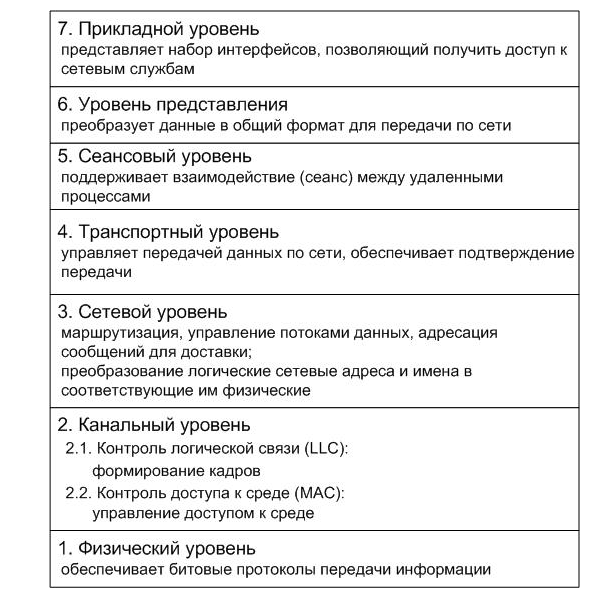 7. Прикладной уровень
представляет набор интерфейсов, позволяющий получить доступ к
сетевым службам
6. Уровень представления
преобразует данные в общий формат для передачи по сети
5. Сеансовый уровень
поддерживает взаимодействие (сеанс) между удаленными
процессами
4. Транспортный уровень
управляет передачей данных по сети, обеспечивает подтверждение
передачи
3. Сетевой уровень
маршрутизация, управление потоками данных, адресация
сообщений для доставки;
преобразование логические сетевые адреса и имена в
соответствующие им физические
2. Канальный уровень
2.1. Контроль логической связи (LLC):
формирование кадров
2.2. Контроль доступа к среде (MAC):
управление доступом к среде
1. Физический уровень
обеспечивает битовые протоколы передачи информации